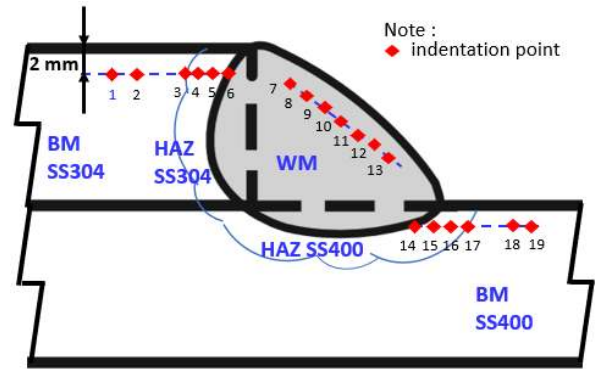 Note :
indentation point
2 mm
1 2 3 4 5 6
7
8
9
10
11
12
13
BM
SS304
HAZ
SS304
WM
HAZ SS400
14 15 16 17 18 19
BM
SS400